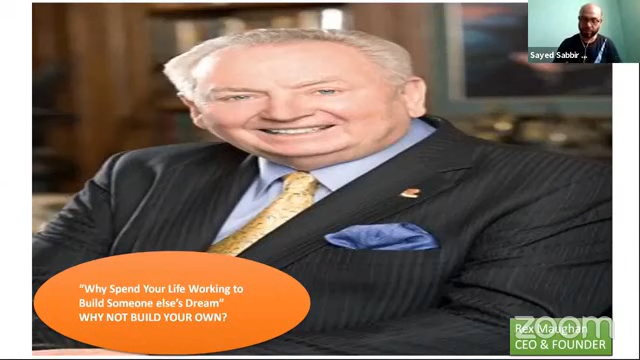 Sayed Sabbir ...
“Why Spend Your Life Working to
Build Someone else’s Dream”
WHY NOT BUILD YOUR OWN?
zoom
Rex Maughan
CEO & FOUNDER